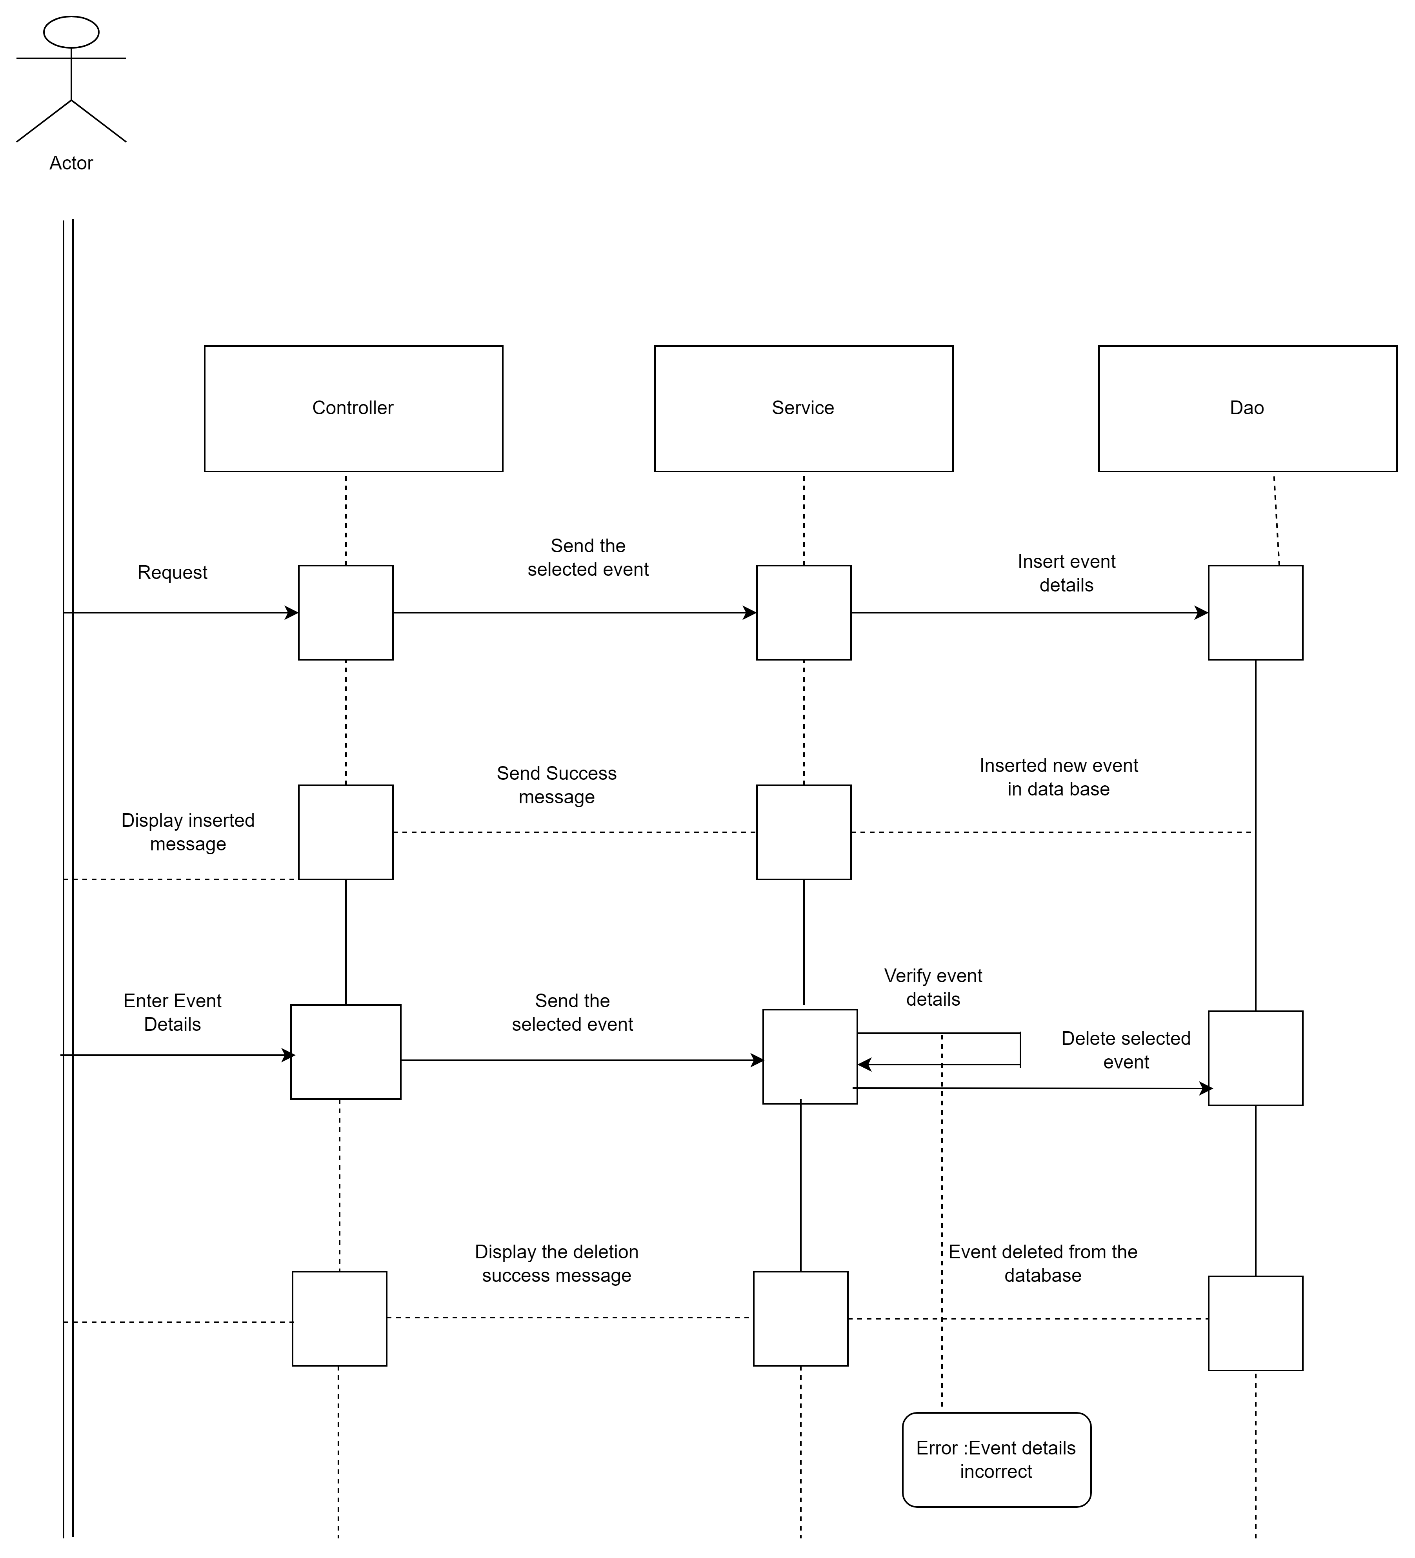 Actor
Controller
Service
Dao
Request
Send the
selected event
Insert event
details
Display inserted
message
Send Success
message
Inserted new event
in data base
Enter Event
Details
Send the
selected event
Verify event
details
Delete selected
event
Display the deletion
success message
Event deleted from the
database
Error :Event details
incorrect